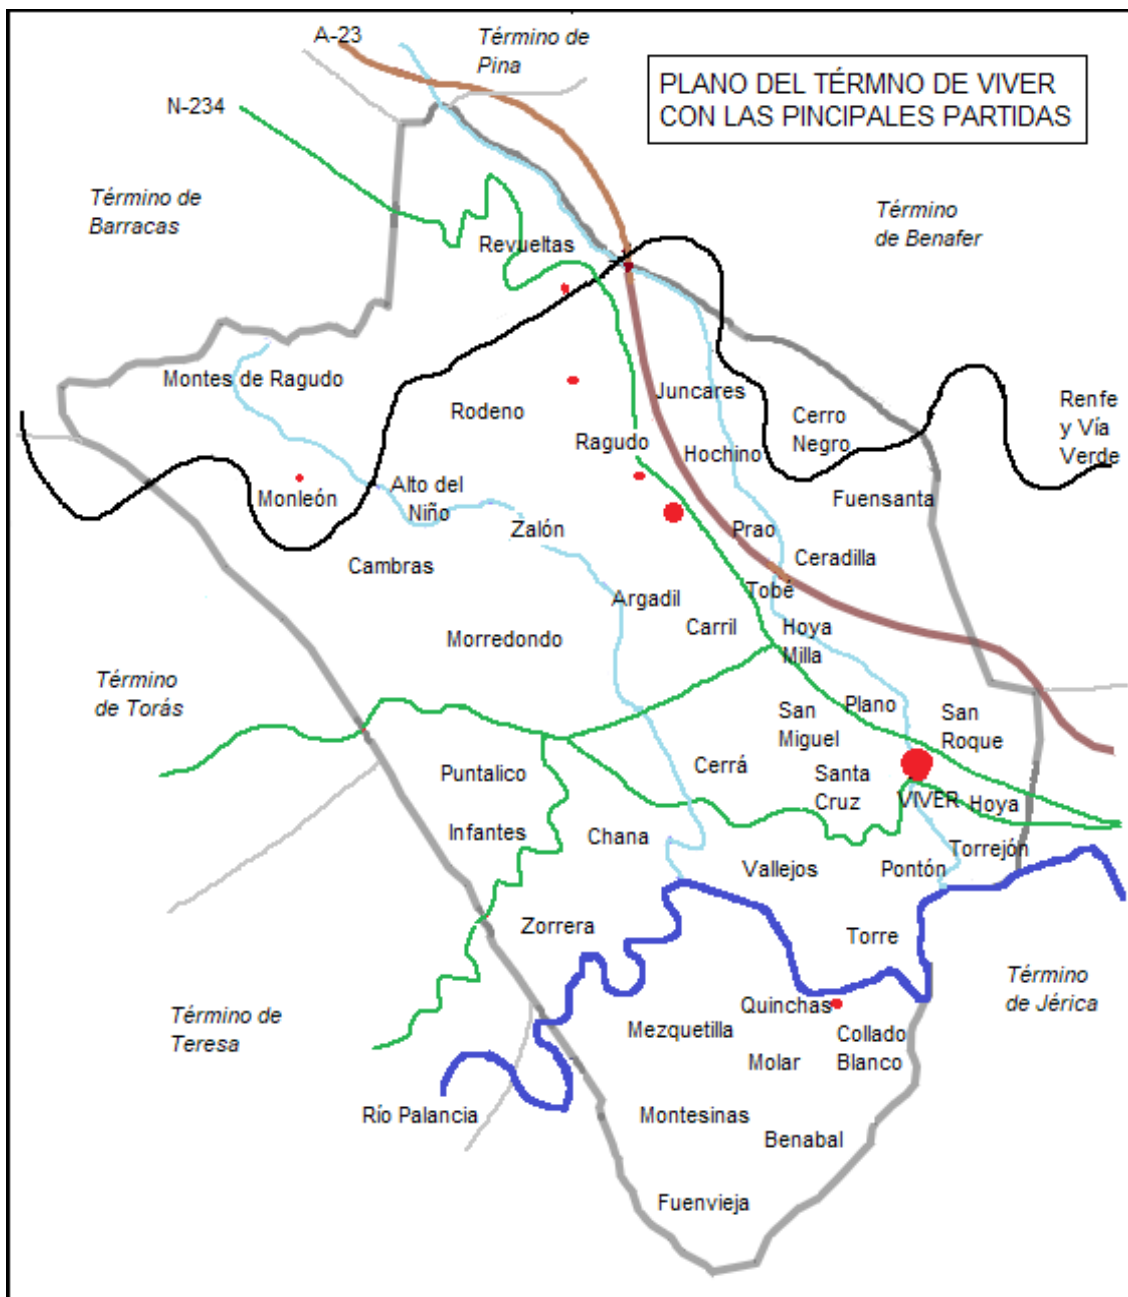 A-23
Término de
Pina
PLANO DEL TÉRMNO DE VIVER
CON LAS PINCIPALES PARTIDAS
N-234
Término de
Barracas
Término
de Benafer
Revueltas
Montes de Ragudo
Rodeno
Juncares
Cerro
Negro
Renfe
y Vía
Verde
Ragudo
Hochino
Monleón
Alto del
Niño
Fuensanta
Zalón
Prao
Cambras
Ceradilla
Argadil
Tobé
Morredondo
Carril
Hoya
Milla
Término
de Torás
Plano
San
Miguel
San
Roque
Puntalico
Cerrá
Santa
Cruz
VIVER
Hoya
Infantes
Chana
Torrejón
Vallejos
Pontón
Zorrera
Torre
Término
de Jérica
Término de
Teresa
Quinchas
Mezquetilla
Collado
Blanco
Molar
Río Palancia
Montesinas
Benabal
Fuenvieja